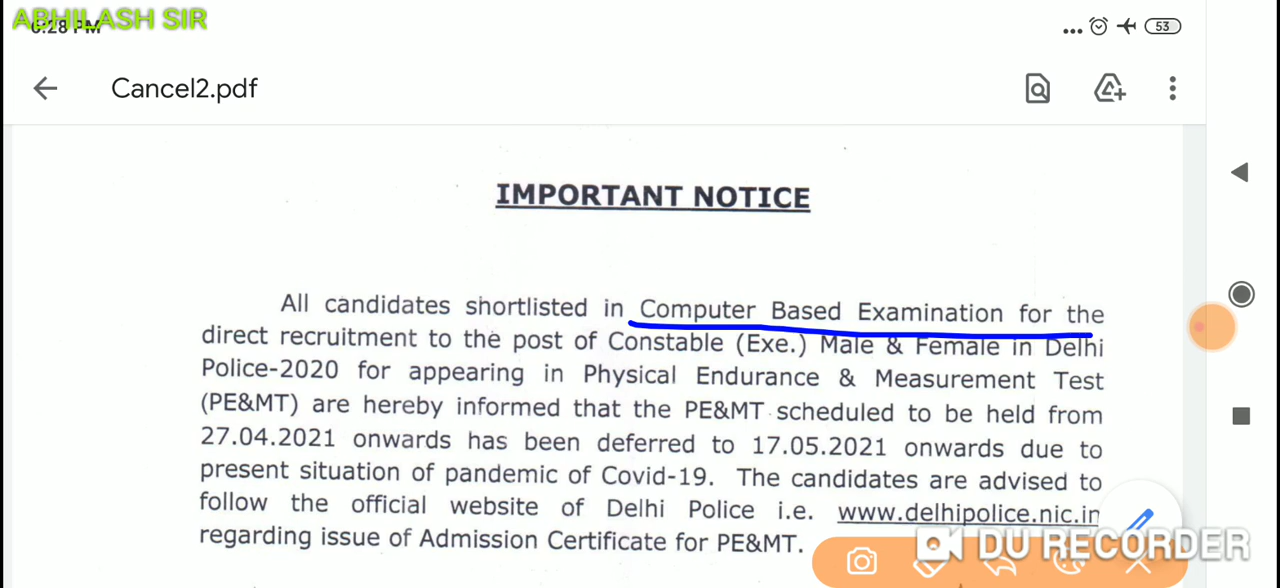 ABHILASH SIR
6:28 PM
53
Cancel2.pdf
IMPORTANT NOTICE
All candidates shortlisted in Computer Based Examination for the
direct recruitment to the post of Constable (Exe.) Male & Female in Delhi
Police-2020 for appearing in Physical Endurance & Measurement Test
(PE&MT) are hereby informed that the PE&MT scheduled to be held from
27.04.2021 onwards has been deferred to 17.05.2021 onwards due to
present situation of pandemic of Covid-19. The candidates are advised to
follow the official website of Delhi Police i.e. www.delhipolice.nic.in
regarding issue of Admission Certificate for PE&MT.
DU RECORDER